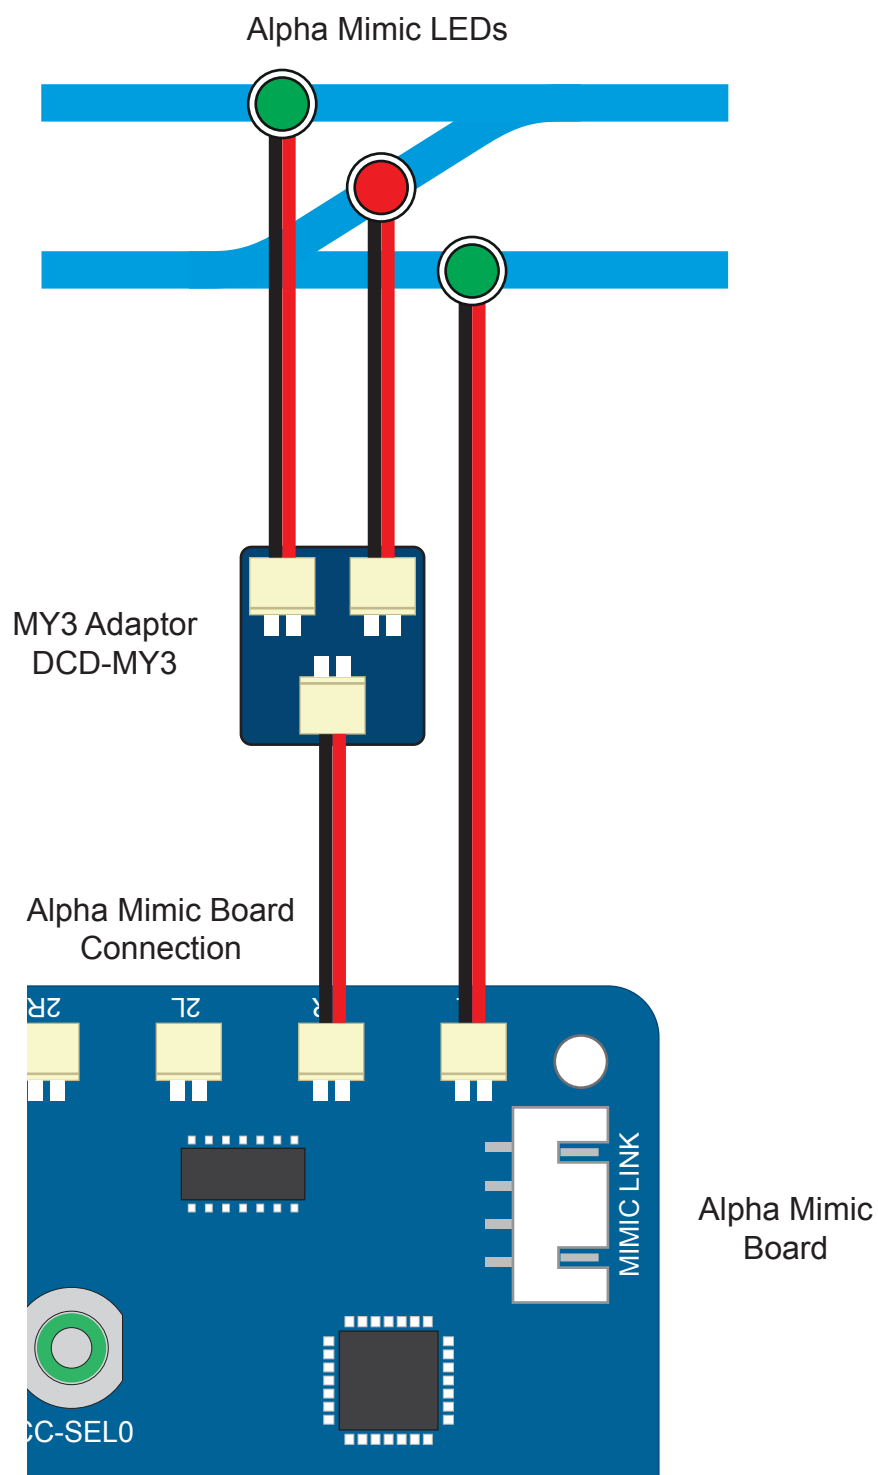 Alpha Mimic LEDs
MY3 Adaptor
DCD-MY3
Alpha Mimic Board
Connection
2R
2L
MIMIC LINK
Alpha Mimic
Board
CC-SEL0